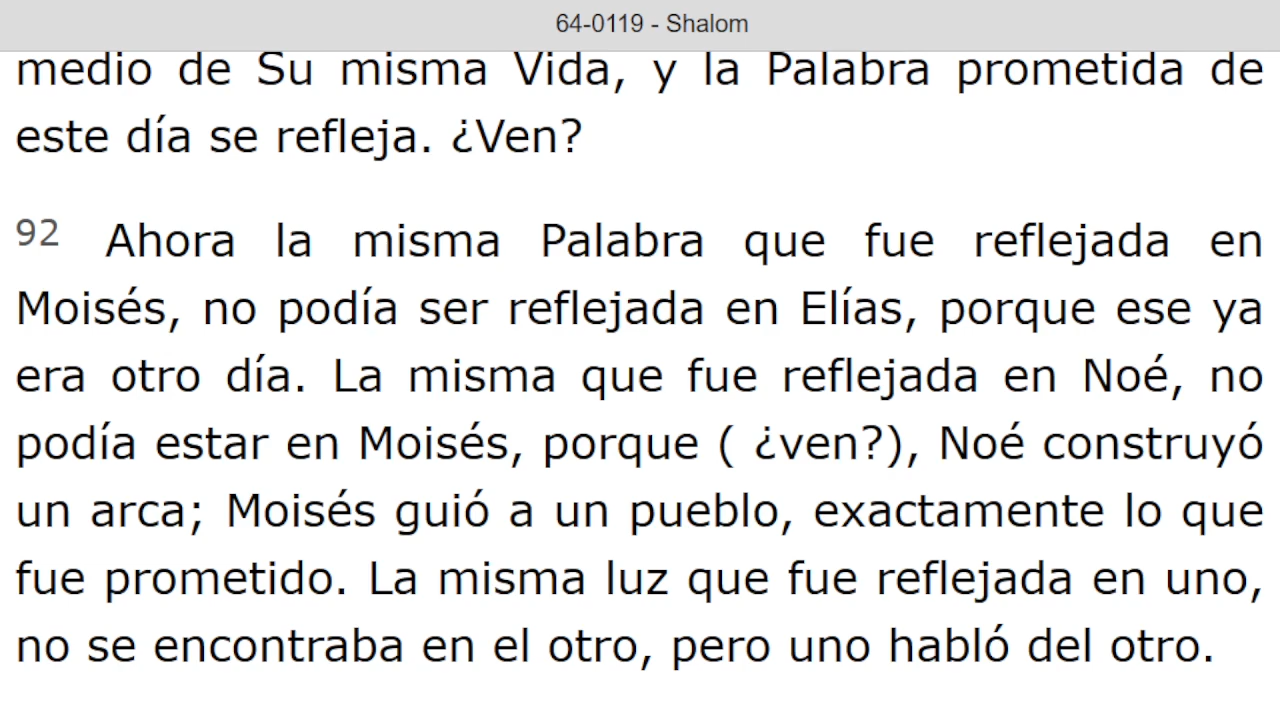 64-0119 - Shalom
medio de Su misma Vida, y la Palabra prometida de
este día se refleja. ¿Ven?
92 Ahora la misma Palabra que fue reflejada en
Moisés, no podía ser reflejada en Elías, porque ese ya
era otro día. La misma que fue reflejada en Noé, no
podía estar en Moisés, porque ( ¿ven?), Noé construyó
un arca; Moisés guió a un pueblo, exactamente lo que
fue prometido. La misma luz que fue reflejada en uno,
no se encontraba en el otro, pero uno habló del otro.